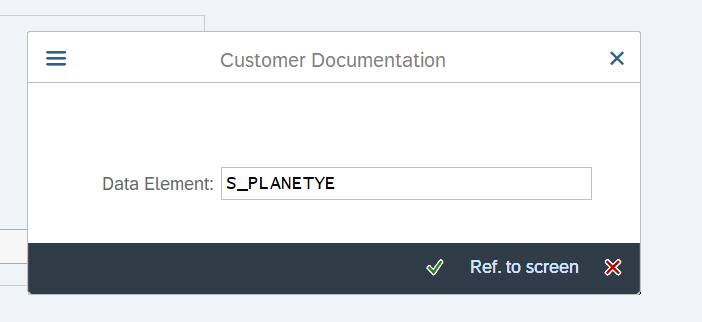 Customer Documentation
Data Element: S_PLANETYE
Ref. to screen